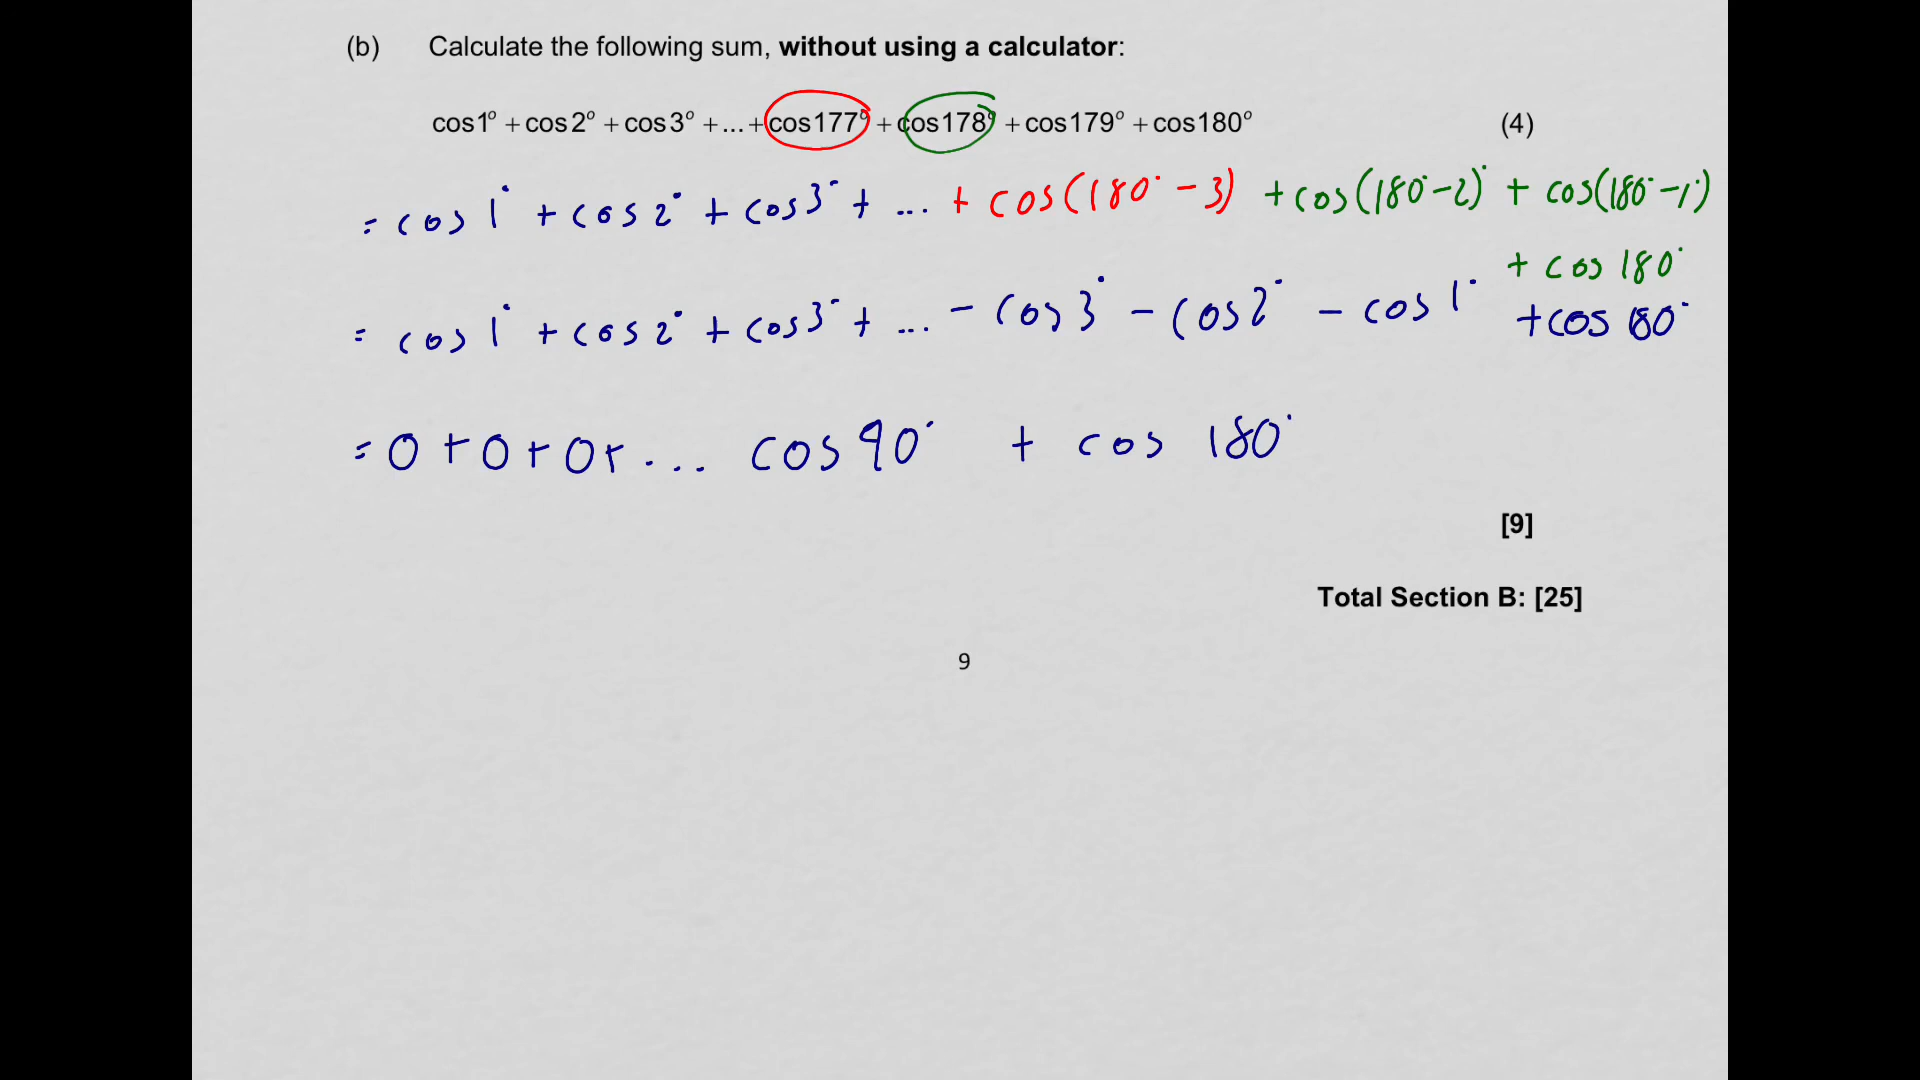 (b) Calculate the following sum, without using a calculator:
cos1° + cos2° + cos3° + ... + cos177° + cos178° + cos179° + cos180° (4)
= cos 1° + cos 2° + cos 3° + ... + cos(180° - 3) + cos(180° - 2)° + cos(180° - 1°)
+ cos 180°
= cos 1° + cos 2° + cos 3° + ... - cos 3° - cos 2° - cos 1° + cos 180°
= 0 + 0 + 0 + ... cos 90° + cos 180°
[9]
Total Section B: [25]
9